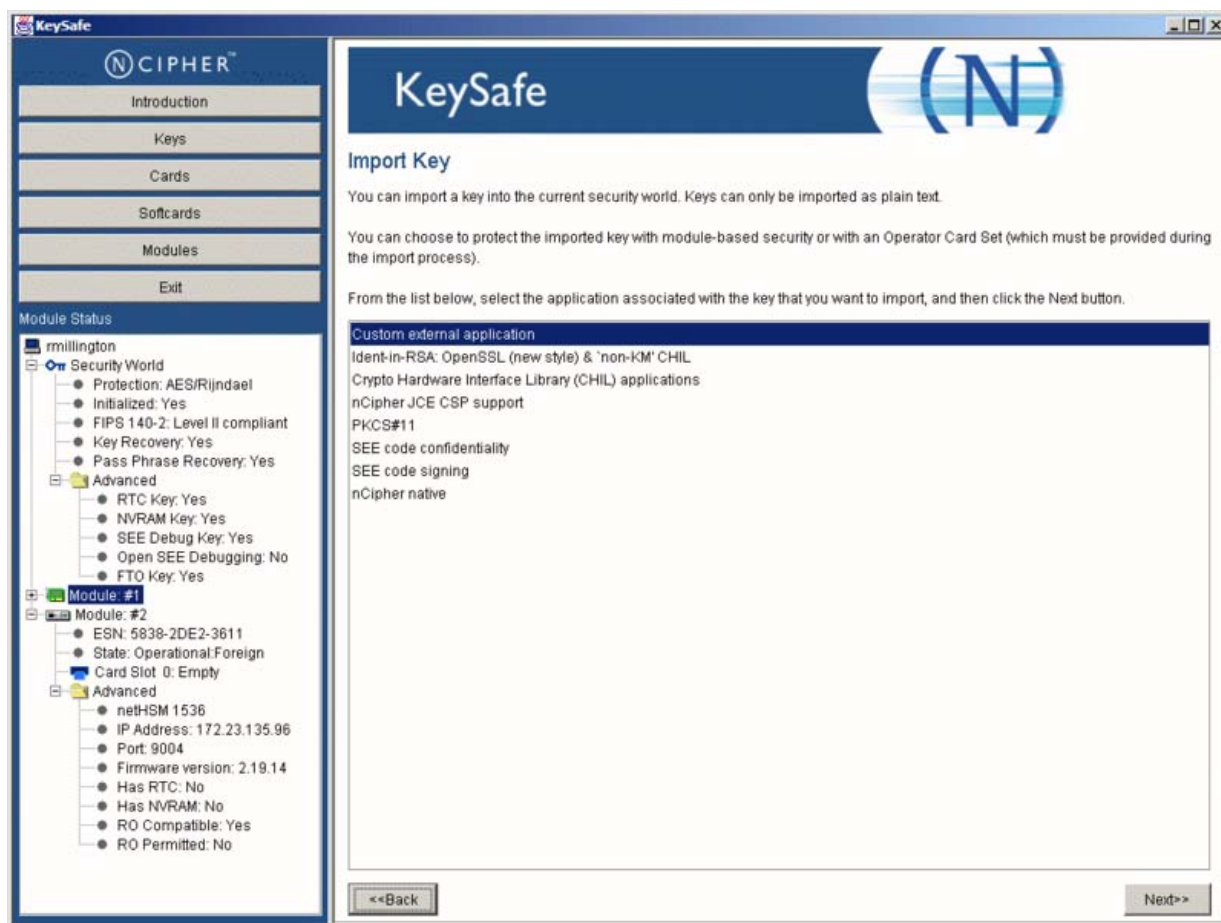 KeySafe
NCIPHER™
Introduction
Keys
Cards
Softcards
Modules
Exit
Module Status
rmillington
Security World
Protection: AES/Rijndael
Initialized: Yes
FIPS 140-2: Level II compliant
Key Recovery: Yes
Pass Phrase Recovery: Yes
Advanced
RTC Key: Yes
NVRAM Key: Yes
SEE Debug Key: Yes
Open SEE Debugging: No
FTO Key: Yes
Module: #1
Module: #2
ESN: 5838-2DE2-3611
State: Operational:Foreign
Card Slot 0: Empty
Advanced
netHSM 1536
IP Address: 172.23.135.96
Port: 9004
Firmware version: 2.19.14
Has RTC: No
Has NVRAM: No
RO Compatible: Yes
RO Permitted: No
KeySafe
(N)
Import Key
You can import a key into the current security world. Keys can only be imported as plain text.
You can choose to protect the imported key with module-based security or with an Operator Card Set (which must be provided during
the import process).
From the list below, select the application associated with the key that you want to import, and then click the Next button.
Custom external application
Ident-in-RSA: OpenSSL (new style) & `non-KM' CHIL
Crypto Hardware Interface Library (CHIL) applications
nCipher JCE CSP support
PKCS#11
SEE code confidentiality
SEE code signing
nCipher native
<<Back
Next>>